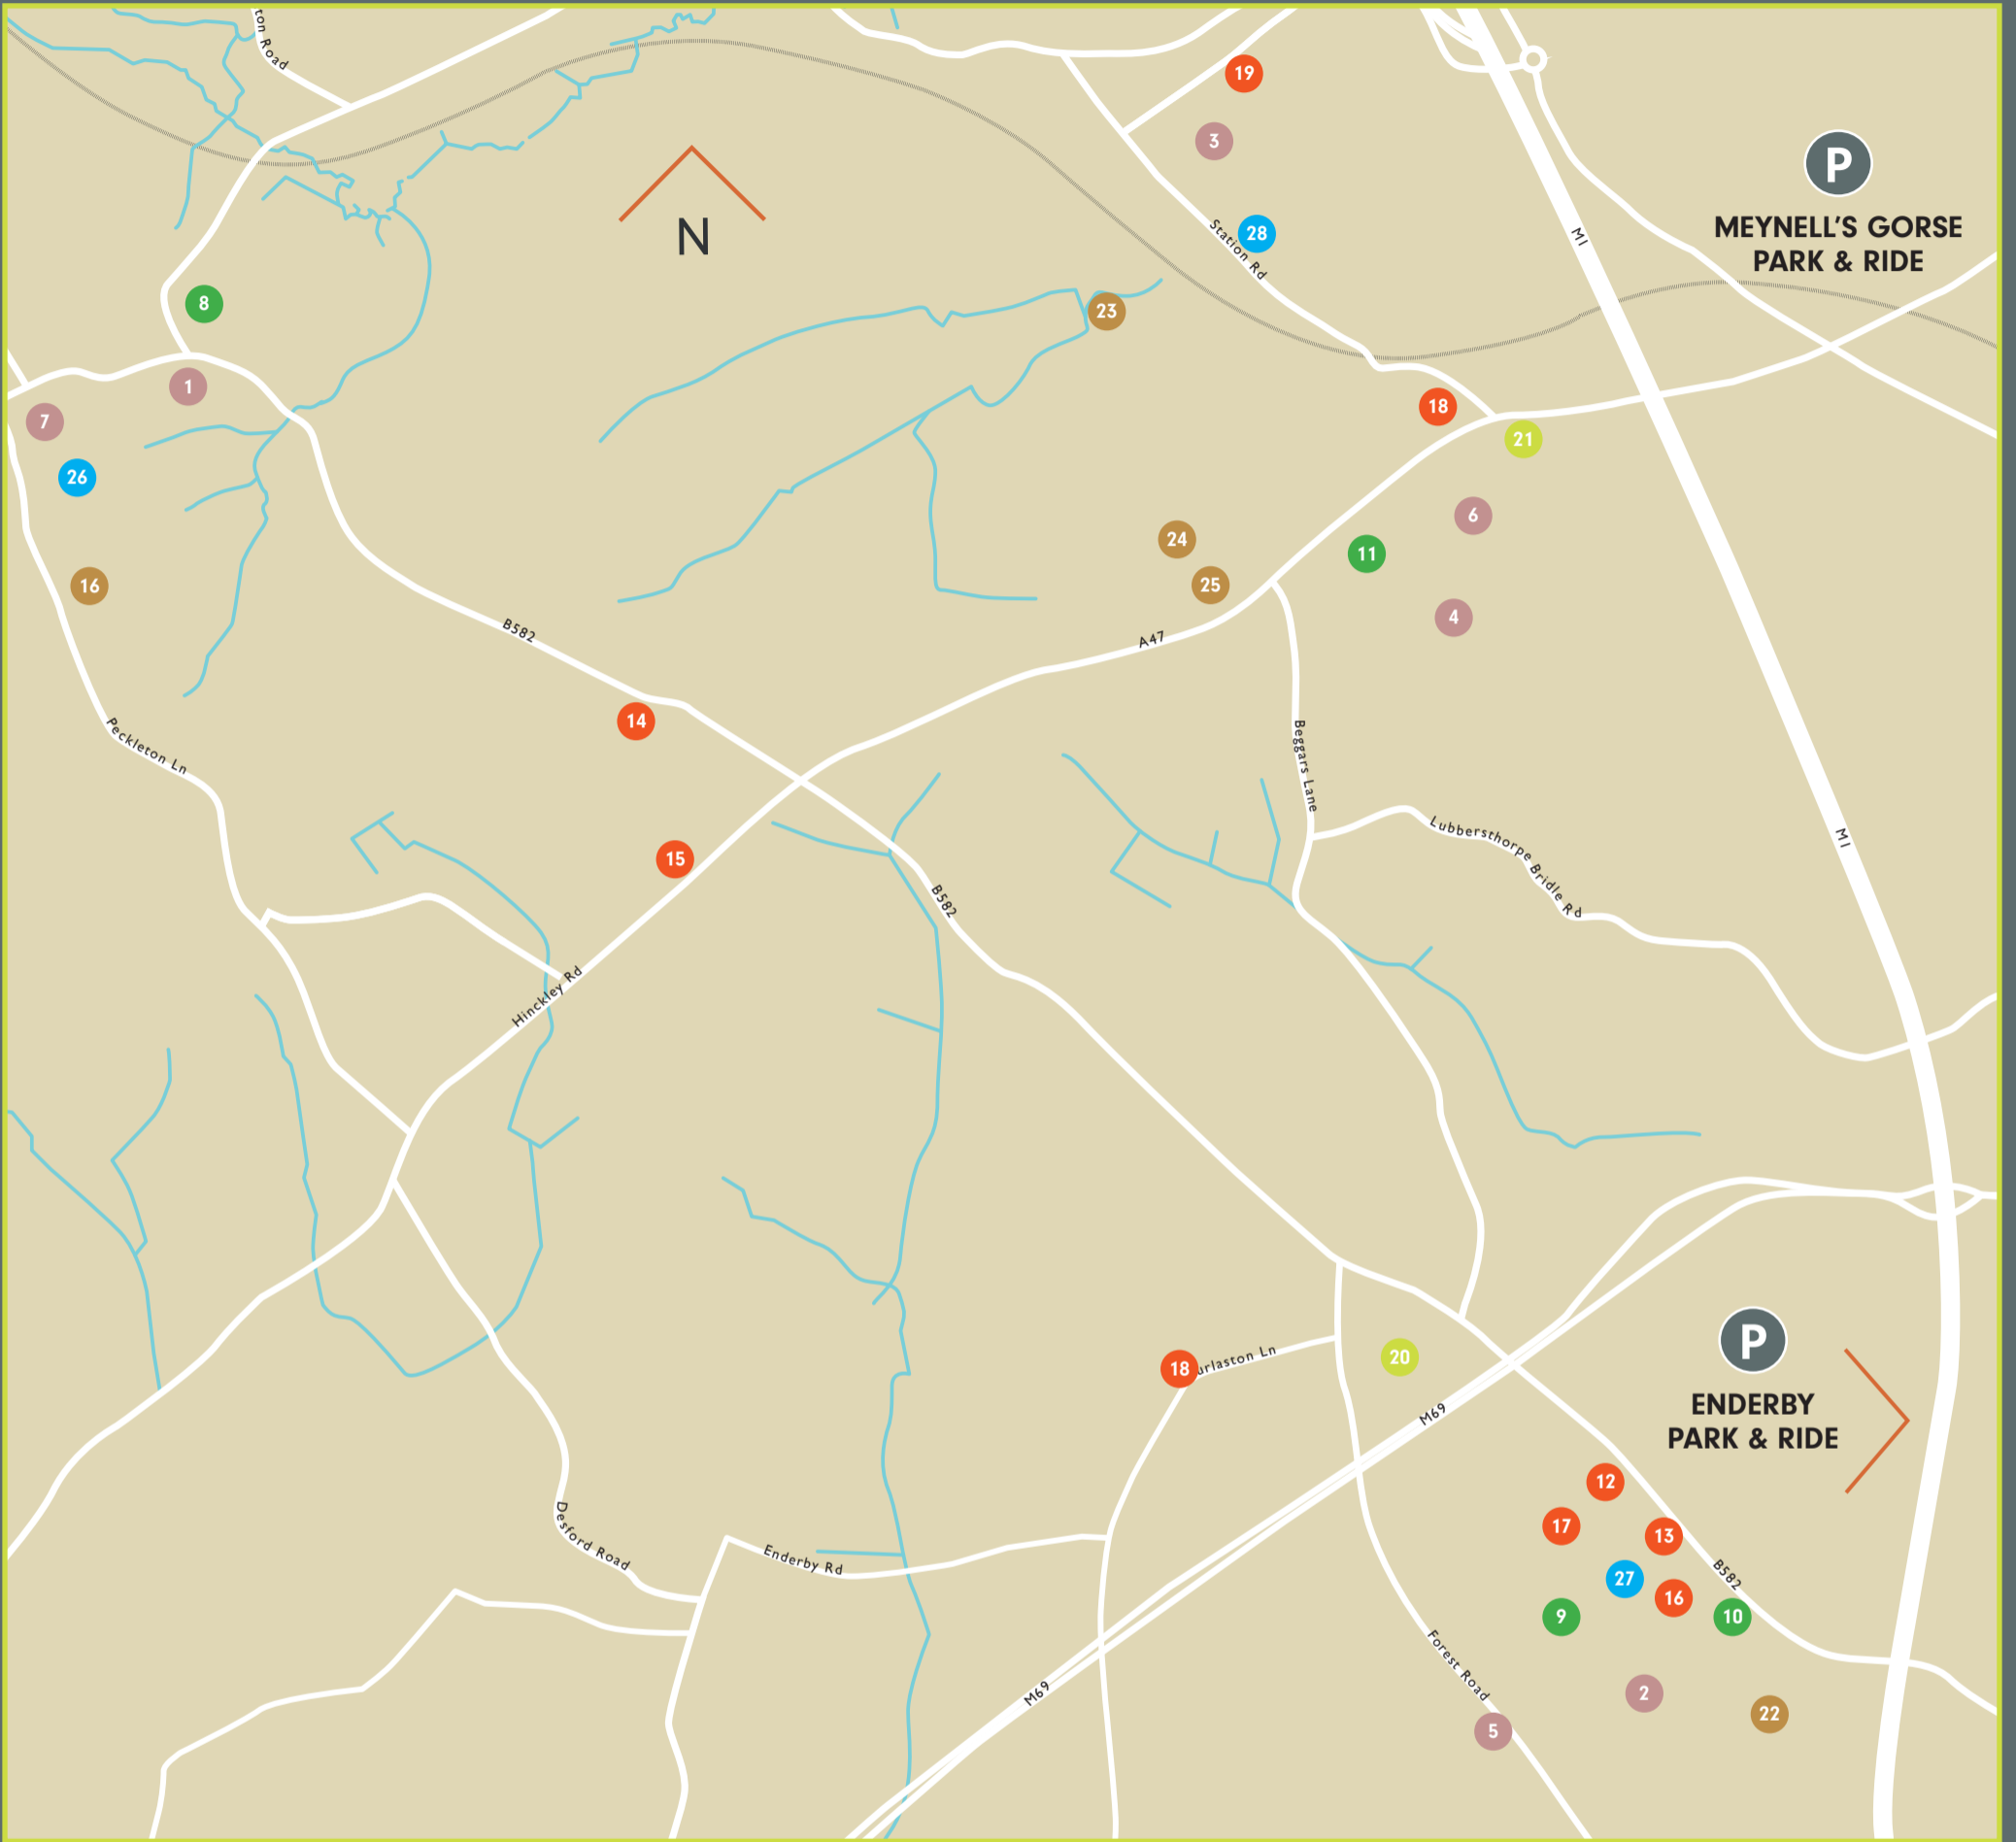 ton Road
19
3
P
MEYNELL'S GORSE
PARK & RIDE
N
28
Station Rd
M1
8
23
1
7
18
21
26
6
24
11
16
25
4
B582
A47
14
Peckleton Ln
Beggars Lane
15
Lubbersthorpe Bridle Rd
M1
B582
Hinckley Rd
P
ENDERBY
PARK & RIDE
18
urlaston Ln
20
M69
12
17
13
Desford Road
Enderby Rd
27
B582
16
9
10
Forest Road
M69
2
22
5